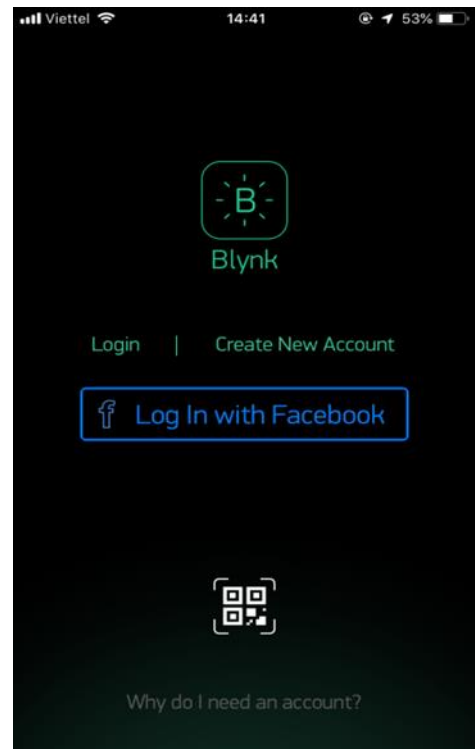 Viettel 14:41 53%
B
Blynk
Login | Create New Account
f Log In with Facebook
Why do I need an account?